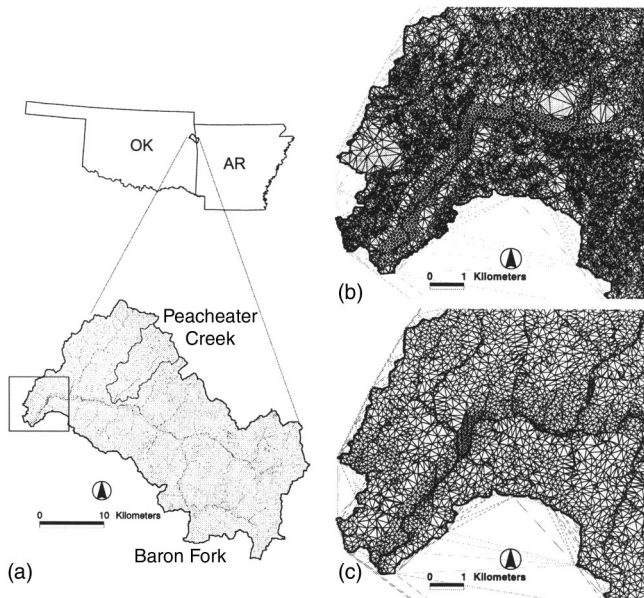 OK
AR
Peacheater
Creek
0 10 Kilometers
Baron Fork
(a)
0 1 Kilometers
(b)
0 1 Kilometers
(c)